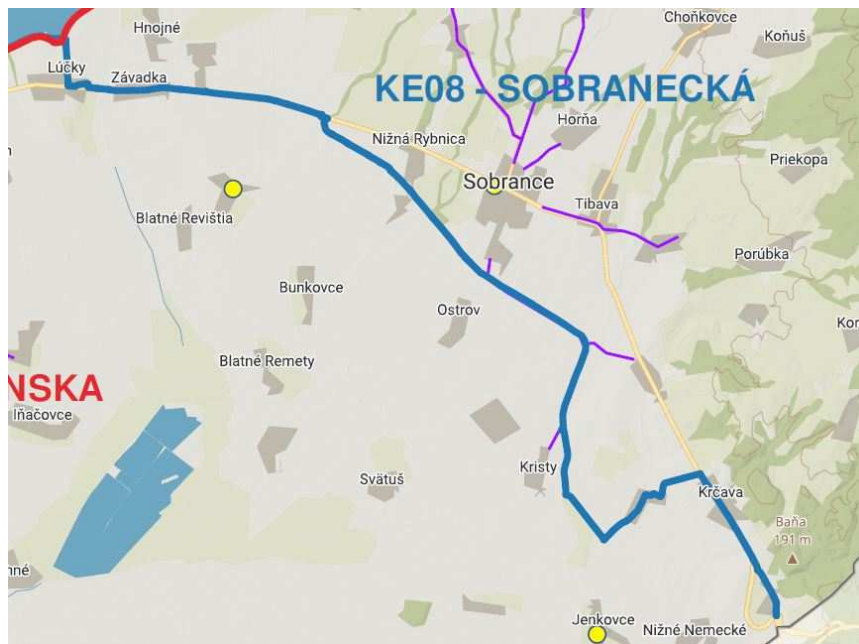 Hnojné
Choňkovce
Koňuš
Lúčky
Závadka
KE08 - SOBRANECKÁ
Horňa
Nižná Rybnica
Priekopa
Sobrance
Tibava
Blatné Revištia
Porúbka
Bunkovce
Ostrov
Kor
Blatné Remety
NSKA
Iňačovce
Svätuš
Kristy
Krčava
Baňa
191 m
nné
Jenkovce
Nižné Nemecké